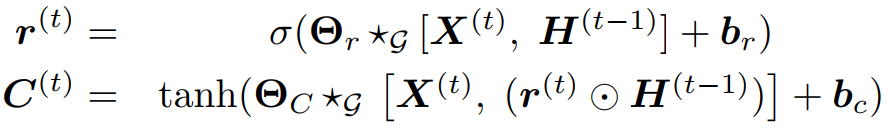 r^{(t)} = σ(Θ_r ⋆_𝒢 [X^{(t)}, H^{(t−1)}] + b_r)
C^{(t)} = tanh(Θ_C ⋆_𝒢 [X^{(t)}, (r^{(t)} ⊙ H^{(t−1)})] + b_c)